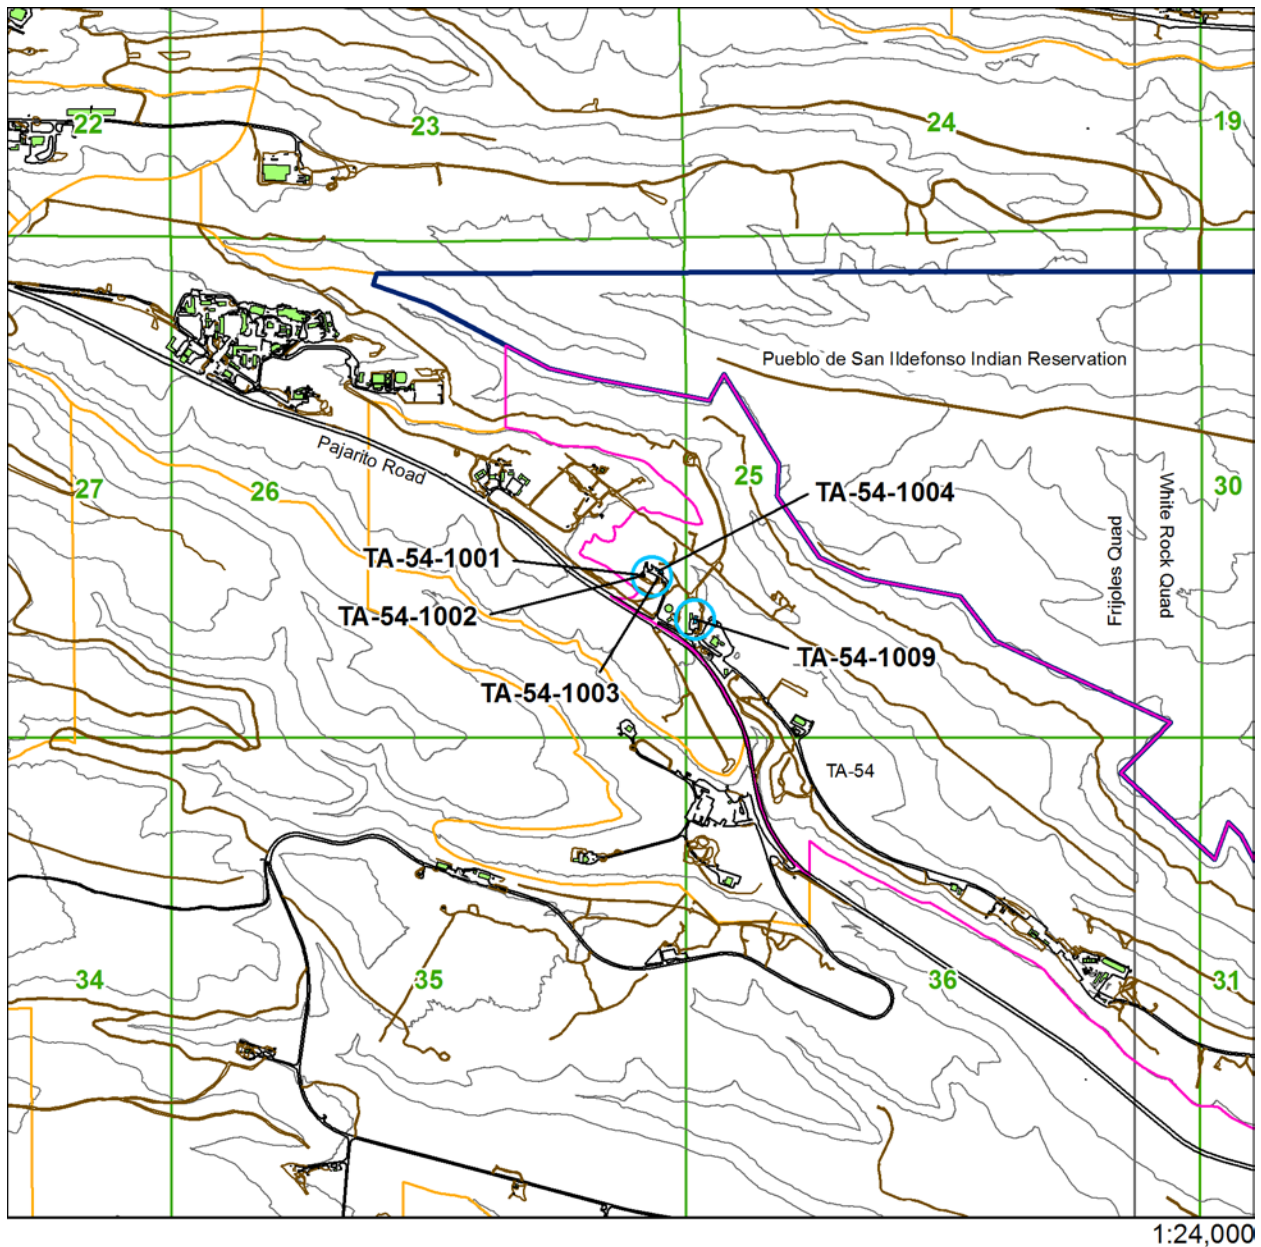 22
23
24
19
Pueblo de San Ildefonso Indian Reservation
Pajarito Road
27
26
25
TA-54-1004
30
White Rock Quad
Frijoles Quad
TA-54-1001
TA-54-1002
TA-54-1009
TA-54-1003
TA-54
34
35
36
31
1:24,000